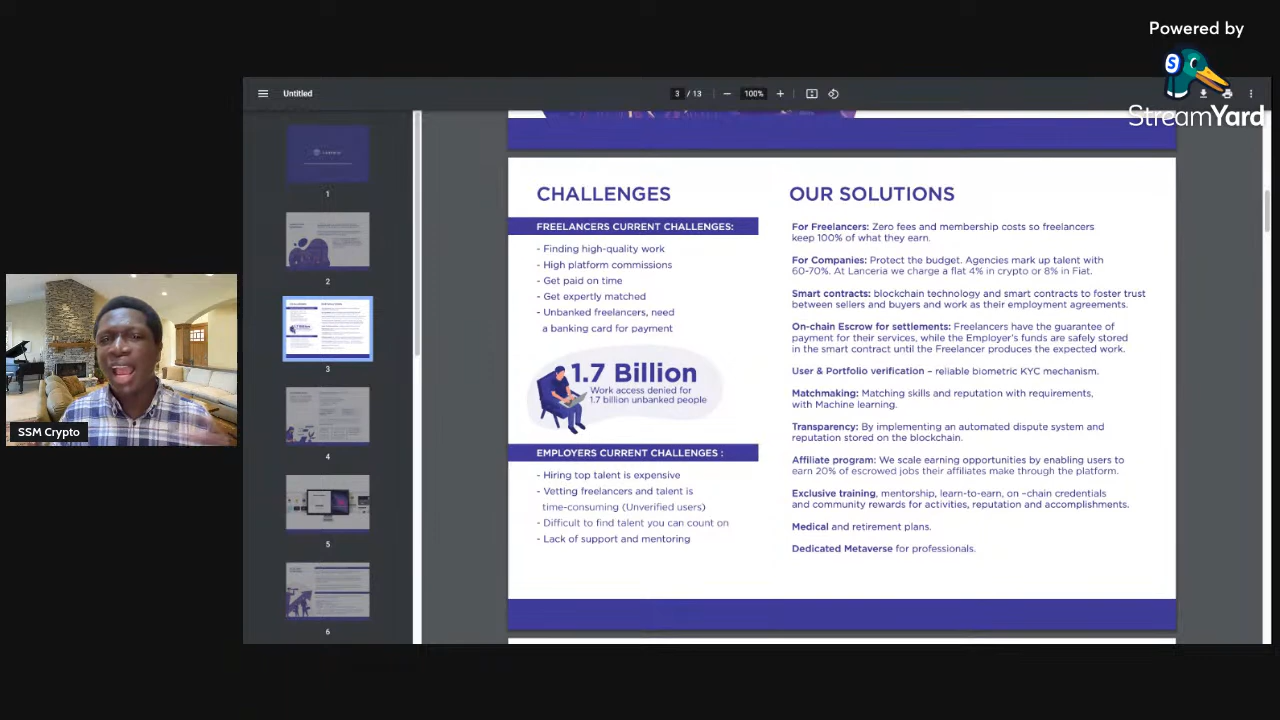 Powered by
StreamYard
Untitled
3 / 13
100%
1
2
3
4
5
6
CHALLENGES
FREELANCERS CURRENT CHALLENGES:
- Finding high-quality work
- High platform commissions
- Get paid on time
- Get expertly matched
- Unbanked freelancers, need
a banking card for payment
1.7 Billion
Work access denied for
1.7 billion unbanked people
EMPLOYERS CURRENT CHALLENGES :
- Hiring top talent is expensive
- Vetting freelancers and talent is
time-consuming (Unverified users)
- Difficult to find talent you can count on
- Lack of support and mentoring
OUR SOLUTIONS
For Freelancers: Zero fees and membership costs so freelancers
keep 100% of what they earn.
For Companies: Protect the budget. Agencies mark up talent with
60-70%. At Lanceria we charge a flat 4% in crypto or 8% in Fiat.
Smart contracts: blockchain technology and smart contracts to foster trust
between sellers and buyers and work as their employment agreements.
On-chain Escrow for settlements: Freelancers have the guarantee of
payment for their services, while the Employer's funds are safely stored
in the smart contract until the Freelancer produces the expected work.
User & Portfolio verification – reliable biometric KYC mechanism.
Matchmaking: Matching skills and reputation with requirements,
with Machine learning.
Transparency: By implementing an automated dispute system and
reputation stored on the blockchain.
Affiliate program: We scale earning opportunities by enabling users to
earn 20% of escrowed jobs their affiliates make through the platform.
Exclusive training, mentorship, learn-to-earn, on –chain credentials
and community rewards for activities, reputation and accomplishments.
Medical and retirement plans.
Dedicated Metaverse for professionals.
SSM Crypto